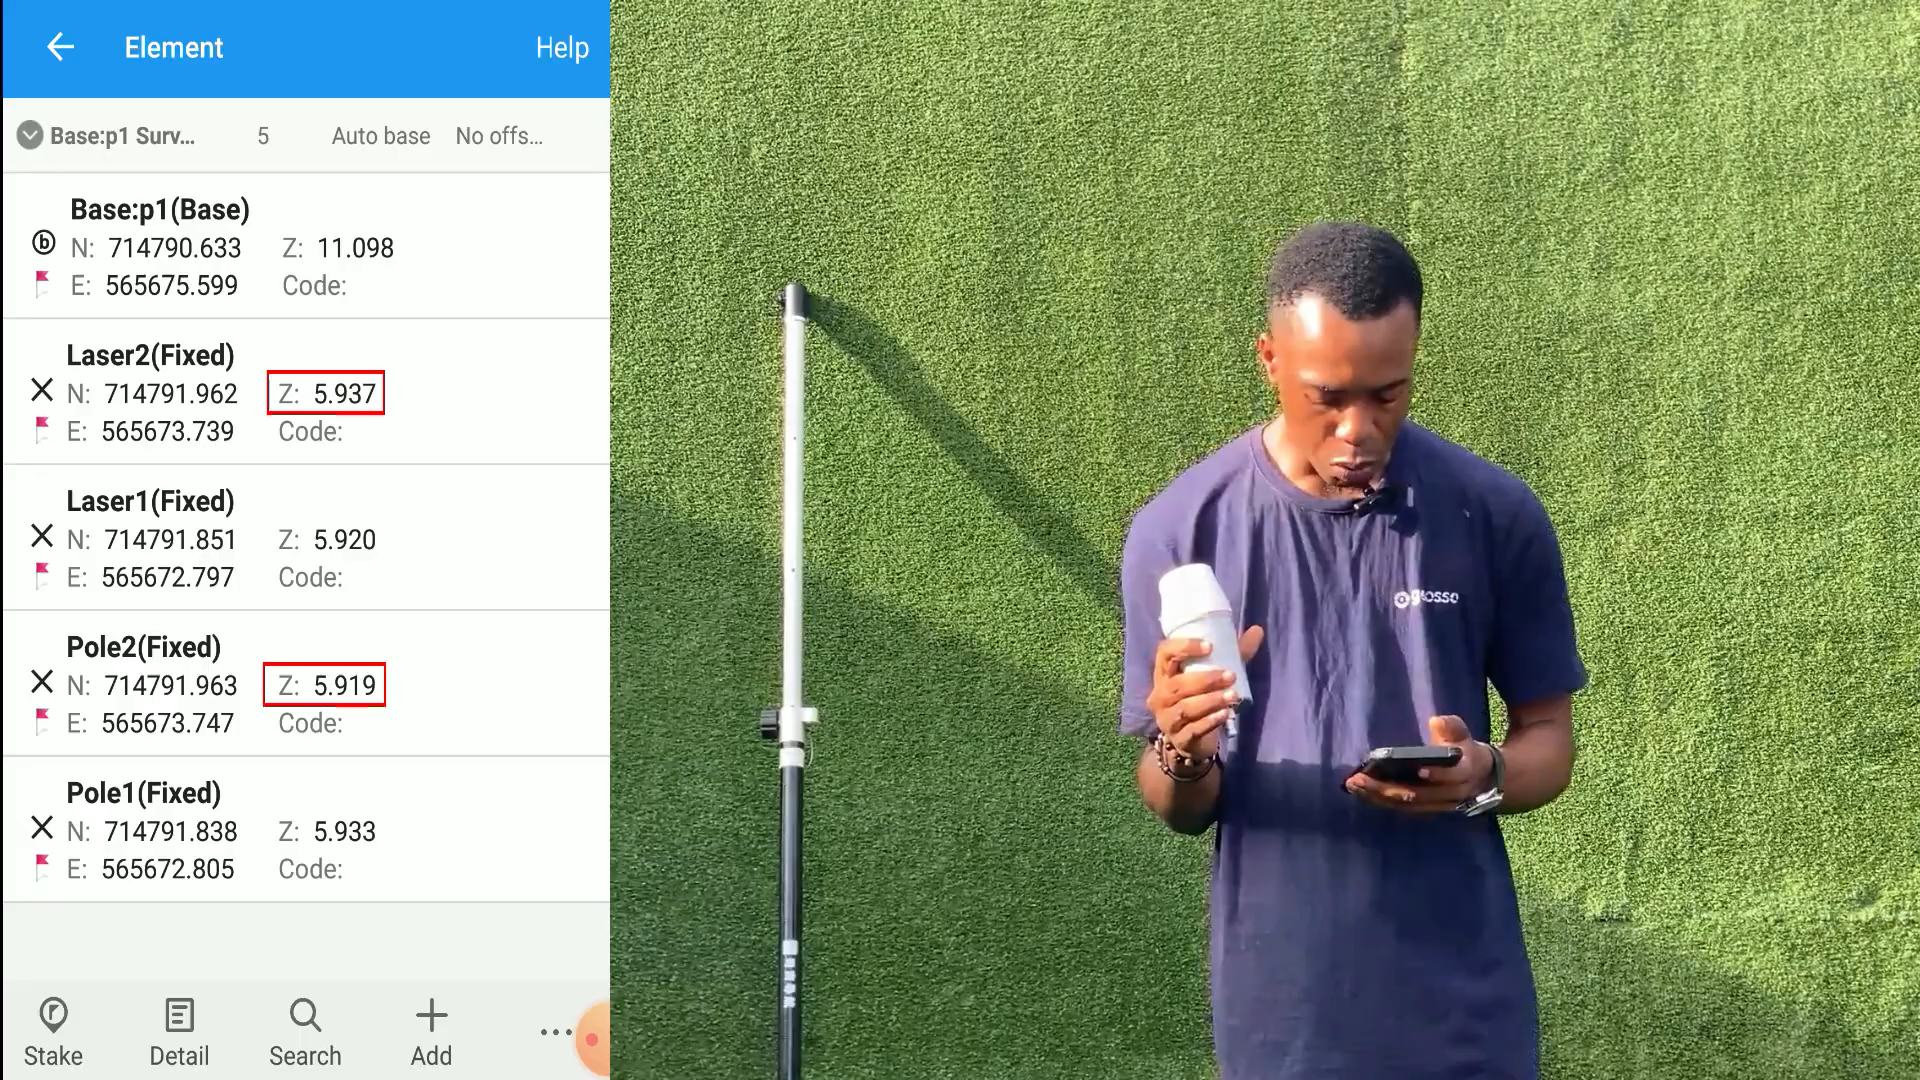 Element
Help
Base:p1 Surv...
5
Auto base
No offs...
Base:p1(Base)
N: 714790.633
Z: 11.098
E: 565675.599
Code:
Laser2(Fixed)
N: 714791.962
Z: 5.937
E: 565673.739
Code:
Laser1(Fixed)
N: 714791.851
Z: 5.920
E: 565672.797
Code:
Pole2(Fixed)
N: 714791.963
Z: 5.919
E: 565673.747
Code:
Pole1(Fixed)
N: 714791.838
Z: 5.933
E: 565672.805
Code:
Stake
Detail
Search
Add